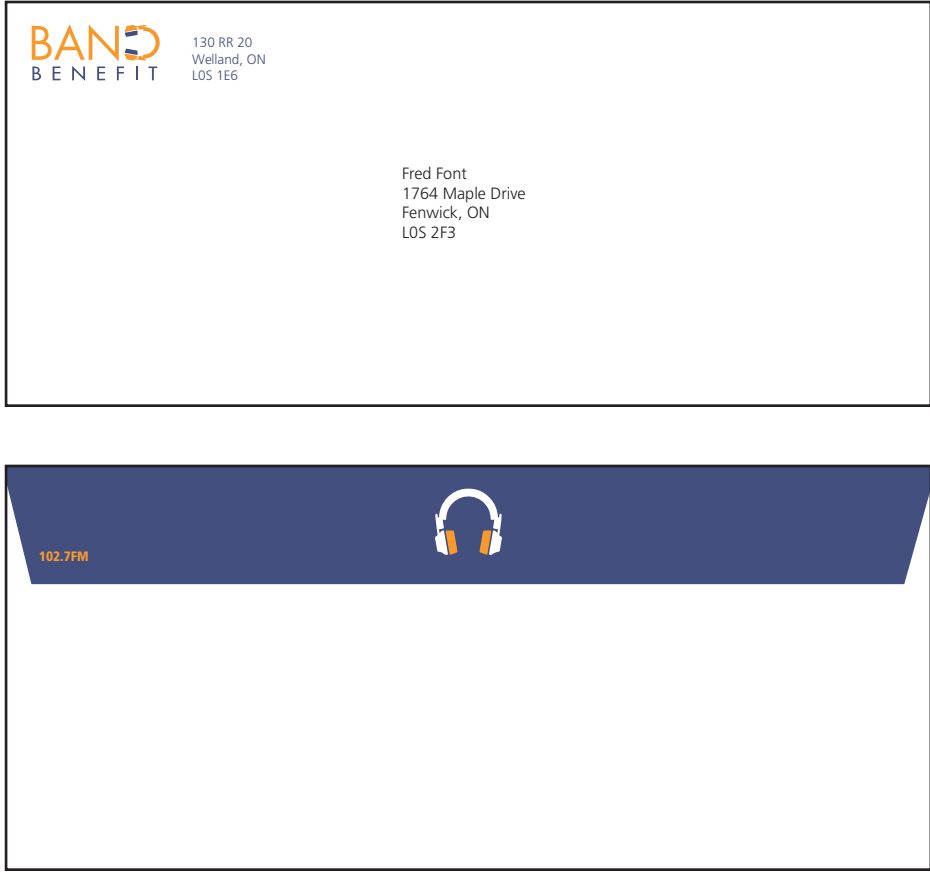 BAND
BENEFIT
130 RR 20
Welland, ON
L0S 1E6
Fred Font
1764 Maple Drive
Fenwick, ON
L0S 2F3
102.7FM